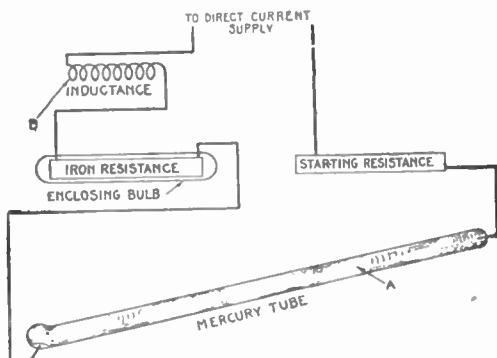 TO DIRECT CURRENT
SUPPLY
INDUCTANCE
B
IRON RESISTANCE
STARTING RESISTANCE
ENCLOSING BULB
A
MERCURY TUBE